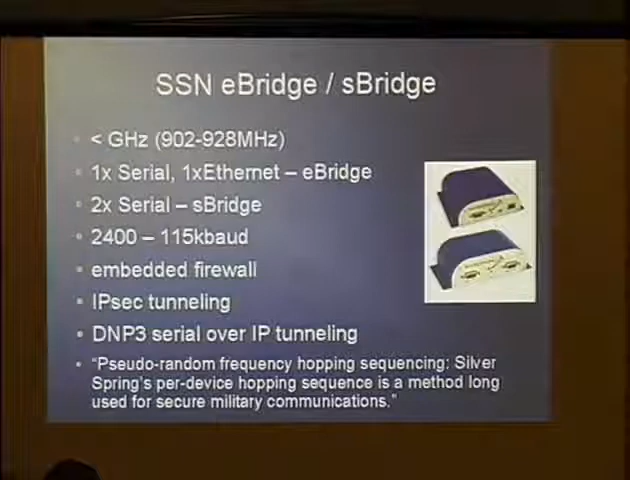 SSN eBridge / sBridge
< GHz (902-928MHz)
1x Serial, 1xEthernet – eBridge
2x Serial – sBridge
2400 – 115kbaud
embedded firewall
IPsec tunneling
DNP3 serial over IP tunneling
“Pseudo-random frequency hopping sequencing: Silver
Spring's per-device hopping sequence is a method long
used for secure military communications.”